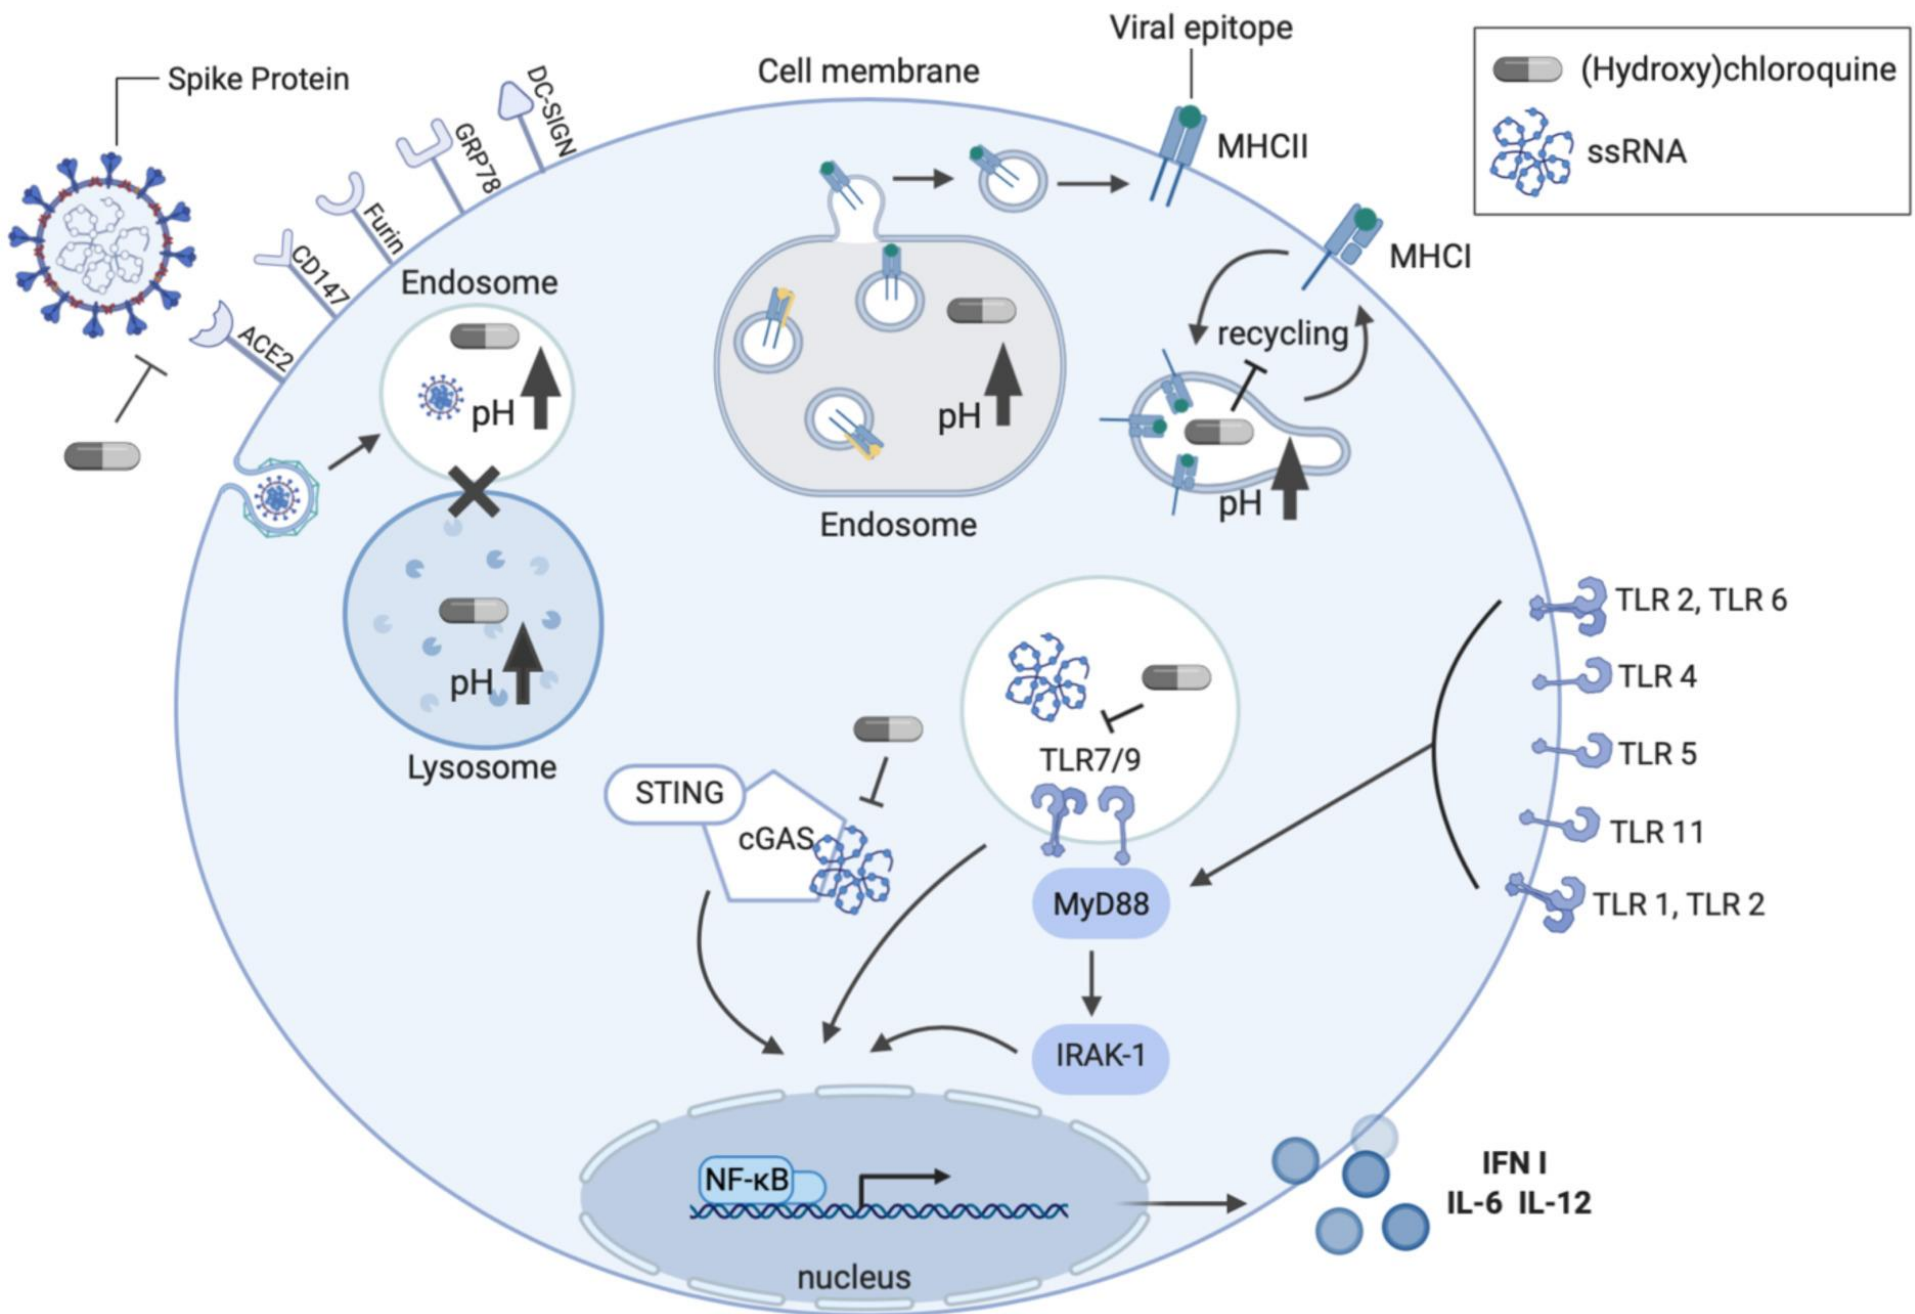 Viral epitope
Spike Protein
Cell membrane
(Hydroxy)chloroquine
ssRNA
DC-SIGN
GRP78
Furin
CD147
ACE2
MHCII
MHCI
Endosome
pH
pH
recycling
pH
Endosome
pH
Lysosome
TLR 2, TLR 6
TLR 4
TLR 5
TLR 11
TLR 1, TLR 2
TLR7/9
STING
cGAS
MyD88
IRAK-1
NF-κB
nucleus
IFN I
IL-6 IL-12